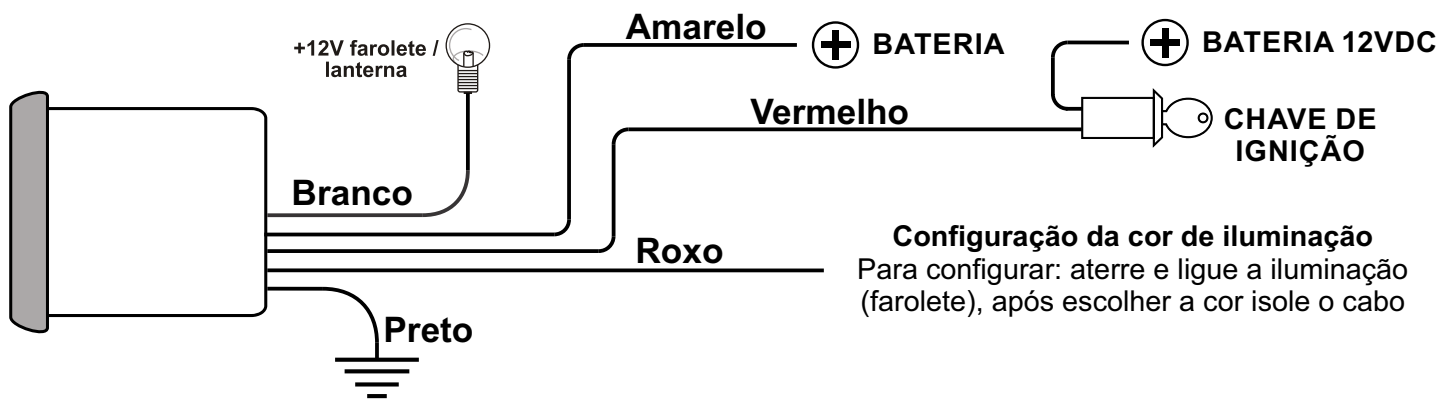 +12V farolete /
lanterna
Amarelo
BATERIA
BATERIA 12VDC
Vermelho
CHAVE DE
IGNIÇÃO
Branco
Roxo
Configuração da cor de iluminação
Para configurar: aterre e ligue a iluminação
(farolete), após escolher a cor isole o cabo
Preto